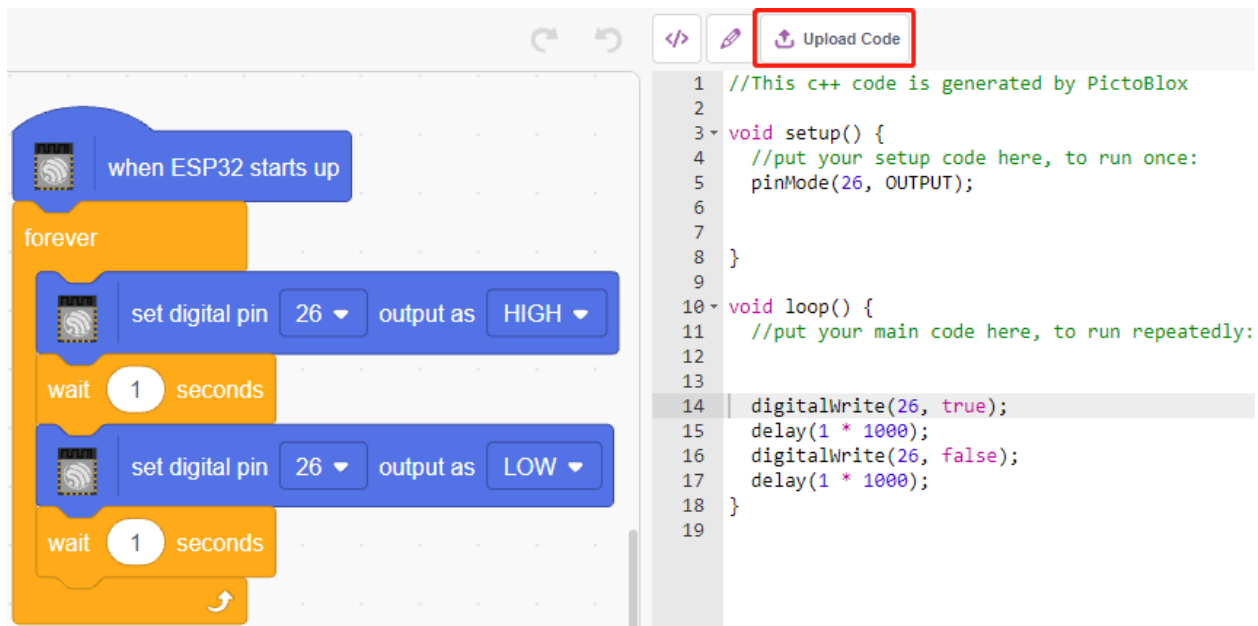 when ESP32 starts up
forever
set digital pin 26 output as HIGH
wait 1 seconds
set digital pin 26 output as LOW
wait 1 seconds
</> Upload Code
1 //This c++ code is generated by PictoBlox
2
3 void setup() {
4 //put your setup code here, to run once:
5 pinMode(26, OUTPUT);
6
7
8 }
9
10 void loop() {
11 //put your main code here, to run repeatedly:
12
13
14 digitalWrite(26, true);
15 delay(1 * 1000);
16 digitalWrite(26, false);
17 delay(1 * 1000);
18 }
19